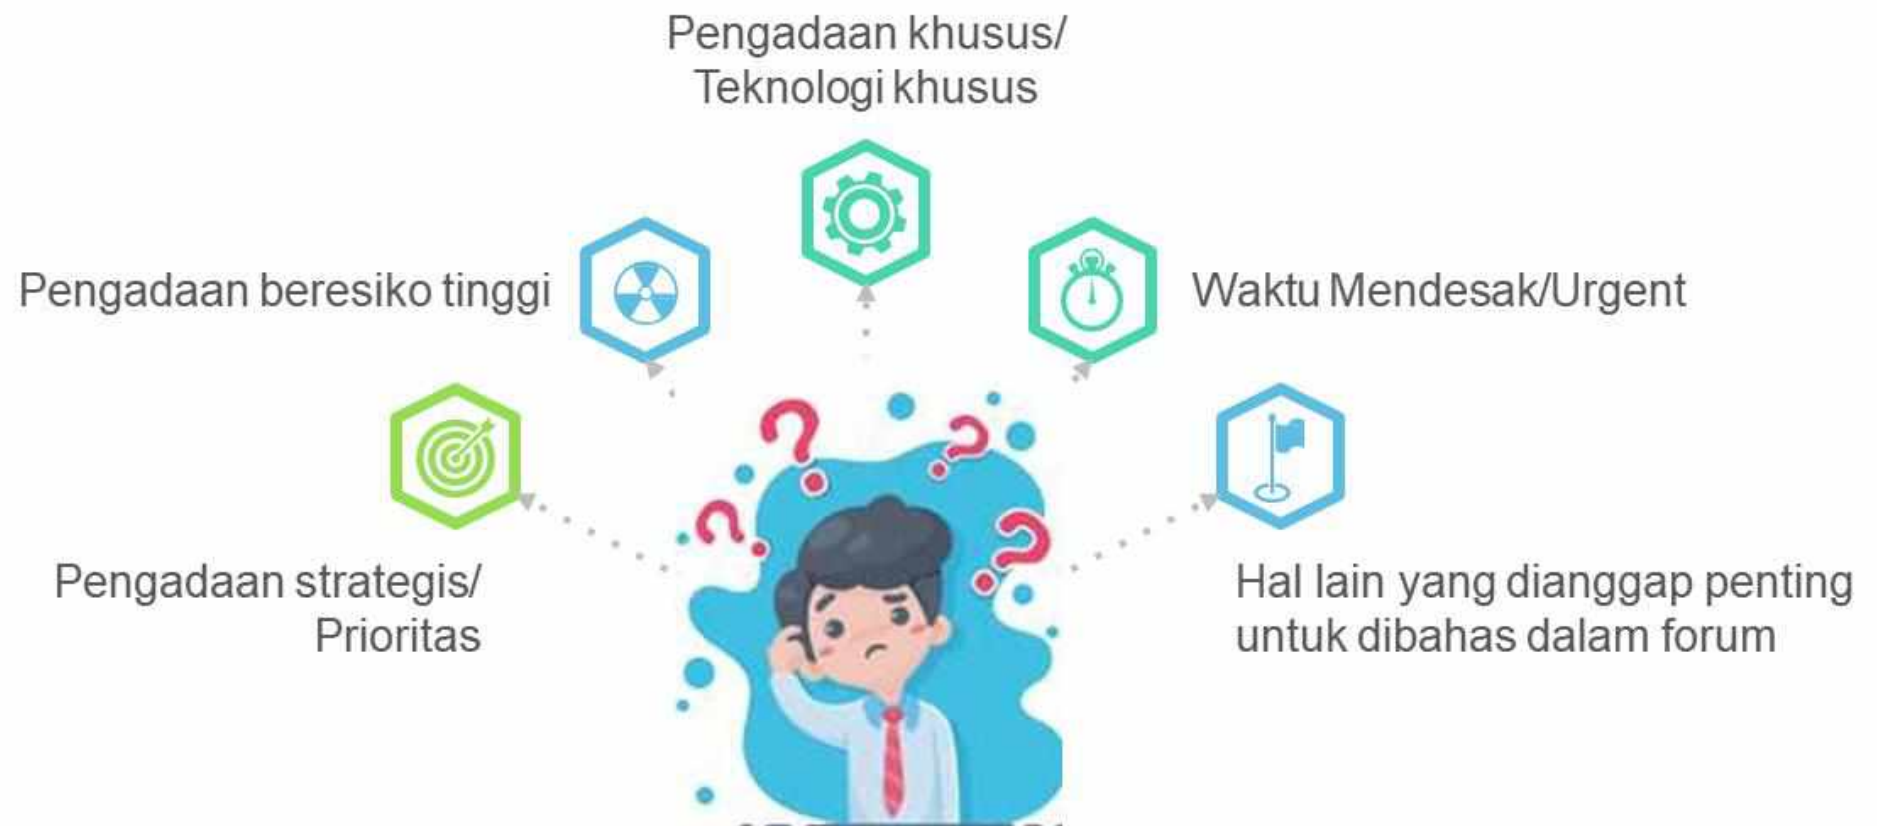 Pengadaan khusus/
Teknologi khusus
Pengadaan beresiko tinggi
Waktu Mendesak/Urgent
Pengadaan strategis/
Prioritas
Hal lain yang dianggap penting
untuk dibahas dalam forum